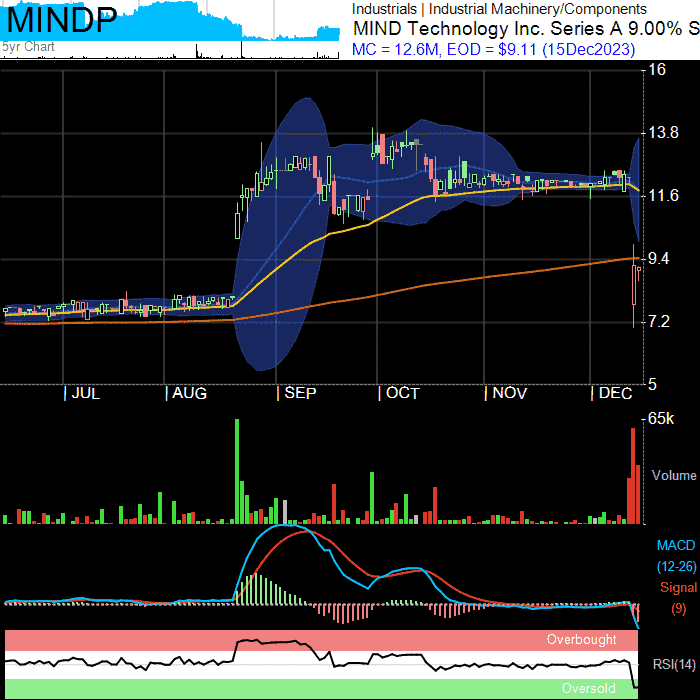 MINDP
5yr Chart
Industrials | Industrial Machinery/Components
MIND Technology Inc. Series A 9.00% S
MC = 12.6M, EOD = $9.11 (15Dec2023)
16
13.8
11.6
9.4
7.2
5
| JUL | AUG | SEP | OCT | NOV | DEC
65k
Volume
MACD
(12-26)
Signal
(9)
Overbought
RSI(14)
Oversold